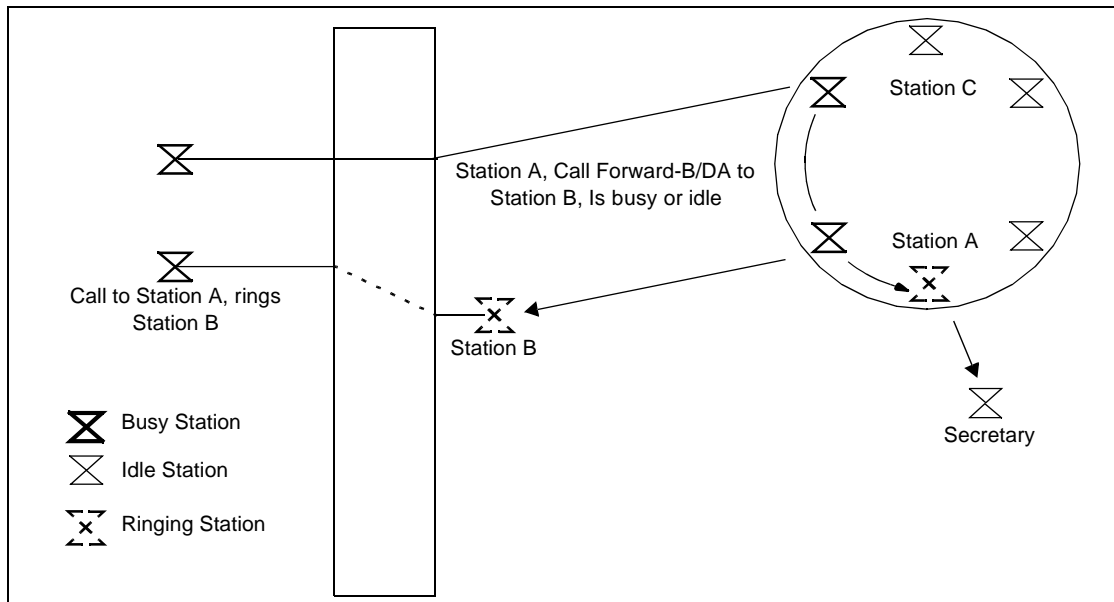 Station C
Station A, Call Forward-B/DA to
Station B, Is busy or idle
Station A
Call to Station A, rings
Station B
Station B
Secretary
Busy Station
Idle Station
Ringing Station